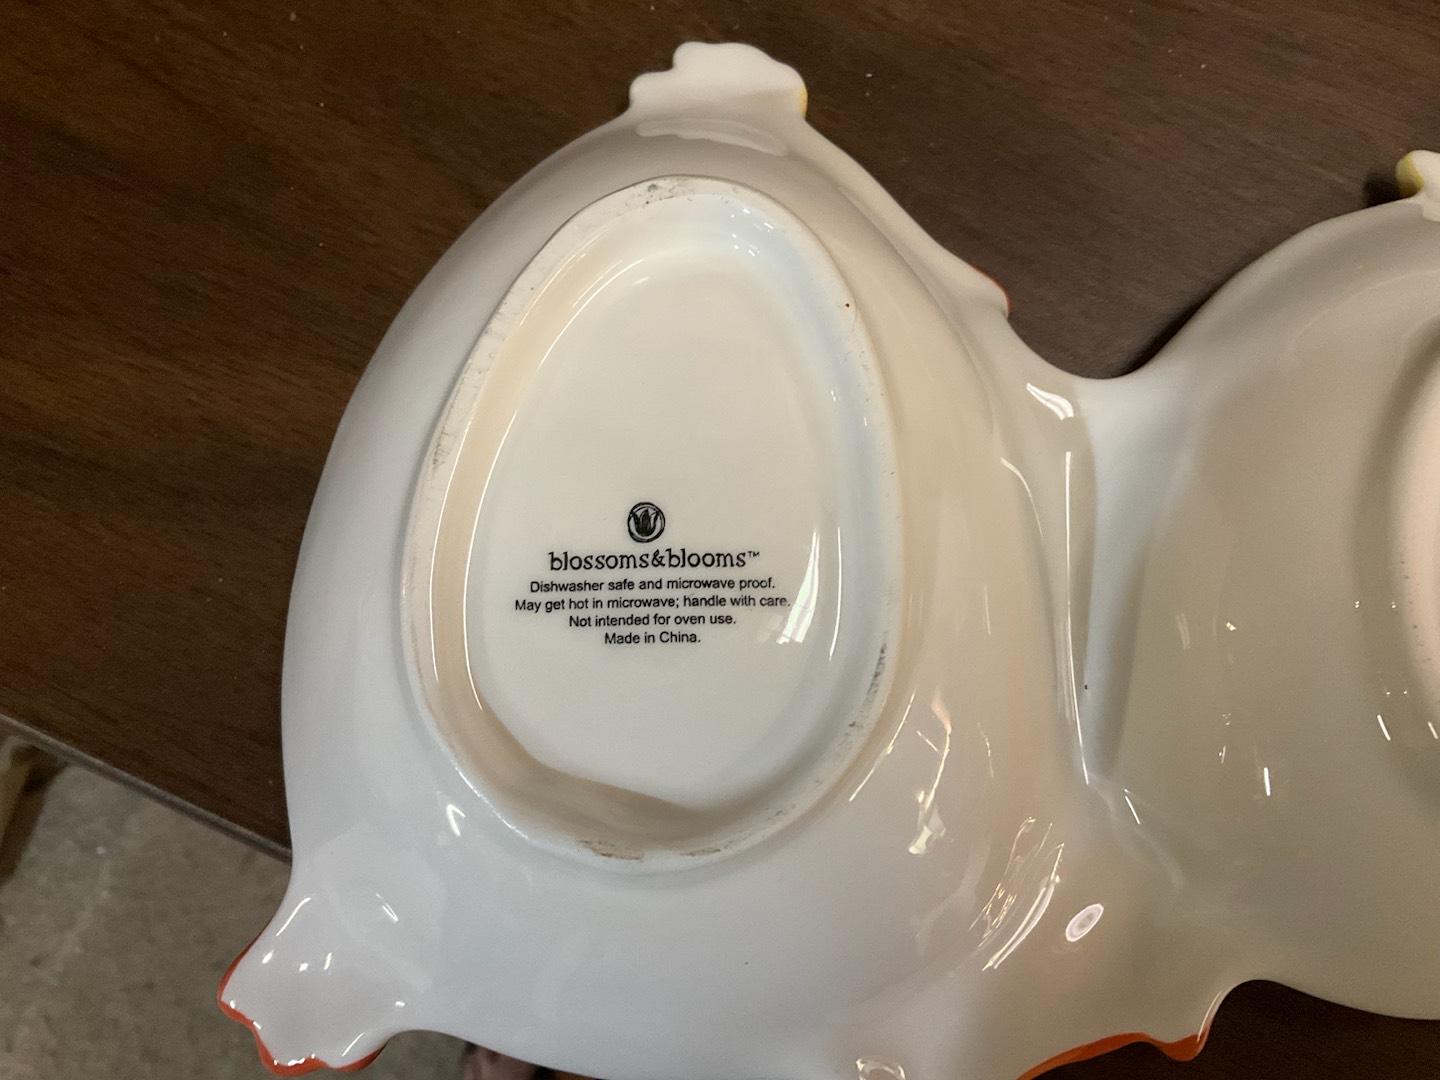 blossoms&blooms™
Dishwasher safe and microwave proof.
May get hot in microwave; handle with care.
Not intended for oven use.
Made in China.